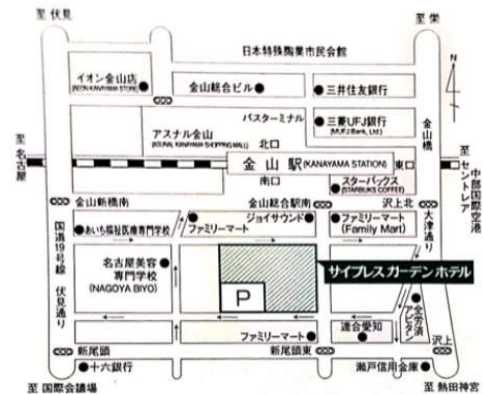 至 伏見
至 栄
日本特殊陶業市民会館
N
イオン金山店
(AEON KANAYAMA STORE)
金山総合ビル
三井住友銀行
バスターミナル
三菱UFJ銀行
(MUFJ Bank, Ltd.)
金山橋
アスナル金山
(ASUNAL KANAYAMA SHOPPING MALL)
北口
至 名古屋
金山駅(KANAYAMA STATION)
東口
至 セントレア
中部国際空港
南口
スターバックス
(STARBUKS COFFEE)
金山新橋南
金山総合駅南
沢上北
あいち福祉医療専門学校
ファミリーマート
ジョイサウンド
ファミリーマート
(Family Mart)
大津通り
国道19号線 伏見通り
名古屋美容
専門学校
(NAGOYA BIYO)
P
サイプレスガーデンホテル
全労済
アピタン
ファミリーマート
連合愛知
新尾頭
新尾頭東
沢上
十六銀行
瀬戸信用金庫
至 国際会議場
至 熱田神宮